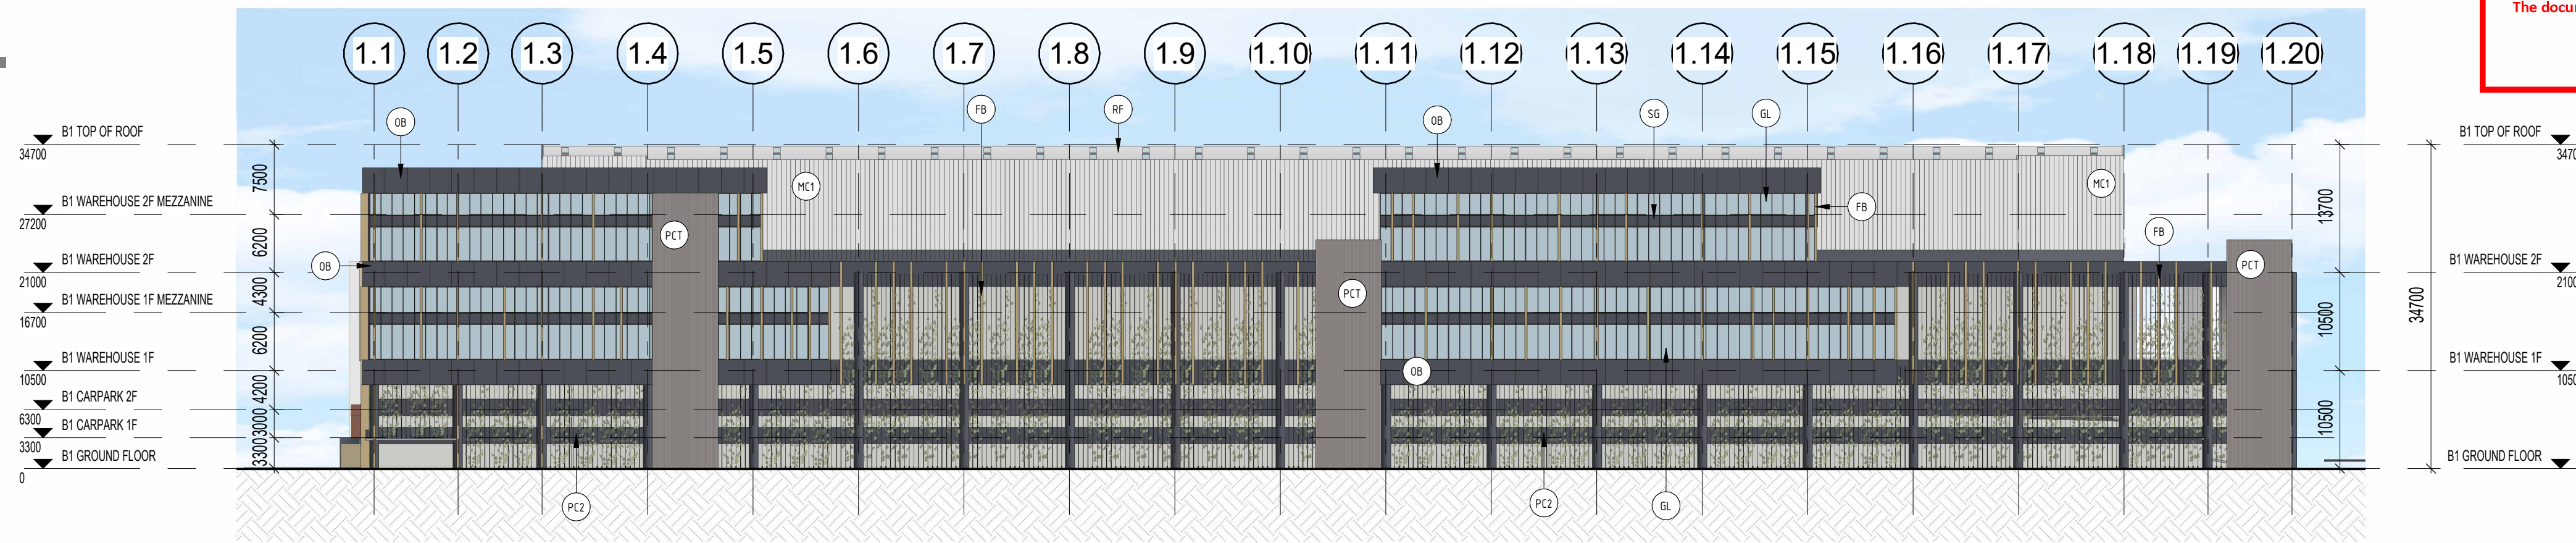 The docu
1.1 1.2 1.3 1.4 1.5 1.6 1.7 1.8 1.9 1.10 1.11 1.12 1.13 1.14 1.15 1.16 1.17 1.18 1.19 1.20
OB FB RF OB SG GL
B1 TOP OF ROOF
34700
7500
B1 WAREHOUSE 2F MEZZANINE
27200
6200
B1 WAREHOUSE 2F
21000
4300
B1 WAREHOUSE 1F MEZZANINE
16700
6200
B1 WAREHOUSE 1F
10500
4200
B1 CARPARK 2F
6300
3000
B1 CARPARK 1F
3300
3300
B1 GROUND FLOOR
0
MC1
MC1
PCT
FB
FB
OB
PCT
PCT
OB
PC2
PC2
GL
B1 TOP OF ROOF
3470
13700
B1 WAREHOUSE 2F
2100
10500
34700
B1 WAREHOUSE 1F
1050
10500
B1 GROUND FLOOR